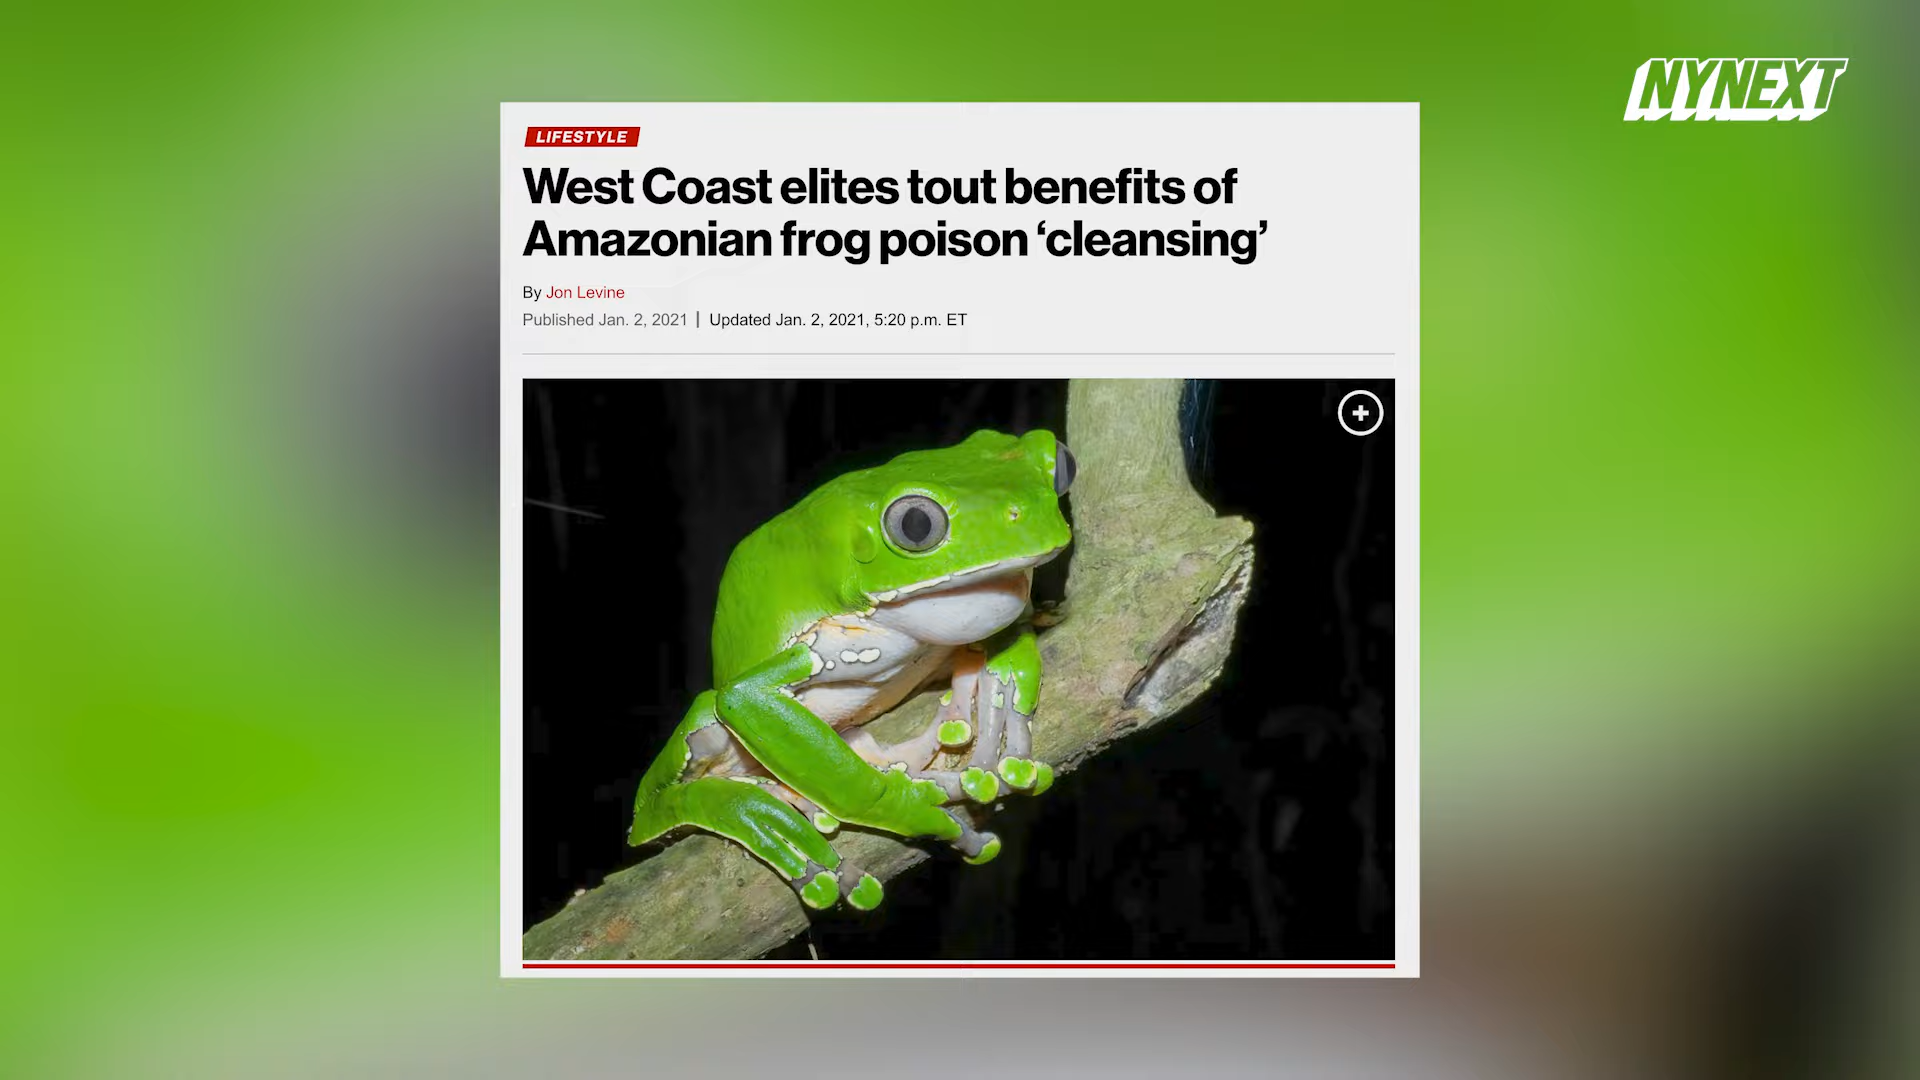 NYNEXT
LIFESTYLE
West Coast elites tout benefits of
Amazonian frog poison ‘cleansing’
By Jon Levine
Published Jan. 2, 2021 | Updated Jan. 2, 2021, 5:20 p.m. ET